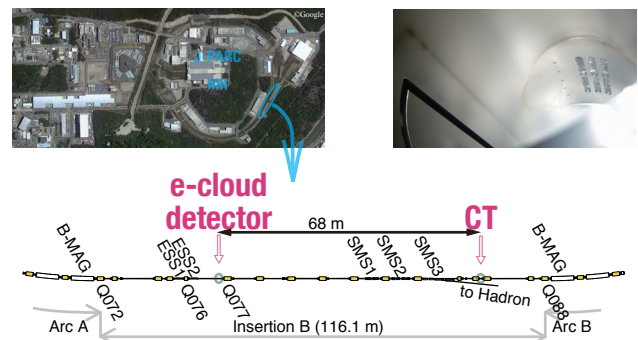 ©Google
J-PARC
MR
e-cloud
detector
CT
68 m
B-MAG
ESS2
ESS1
SMS1
SMS2
SMS3
B-MAG
Q072
Q076
Q077
to Hadron
Q088
Arc A
Insertion B (116.1 m)
Arc B